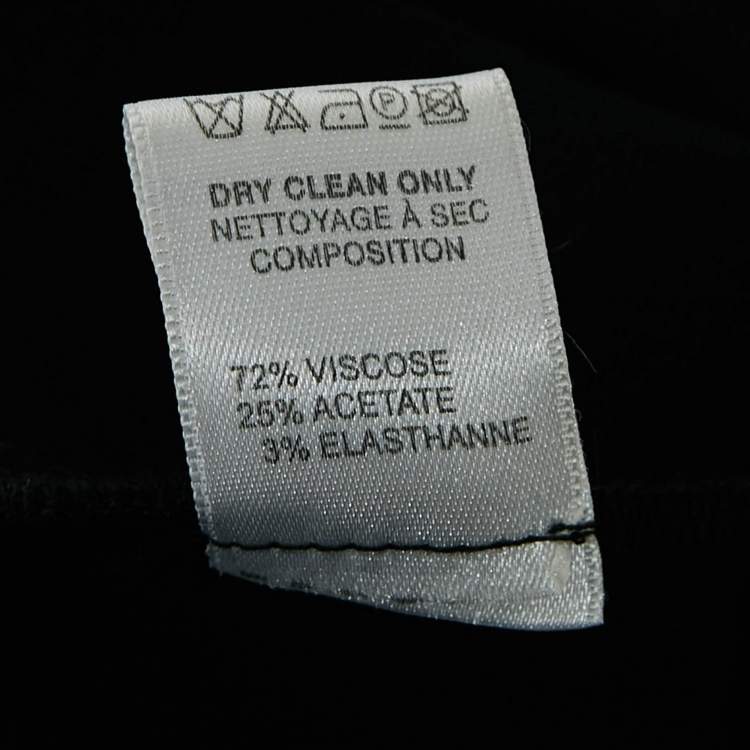 P
DRY CLEAN ONLY
NETTOYAGE À SEC
COMPOSITION
72% VISCOSE
25% ACETATE
3% ELASTHANNE